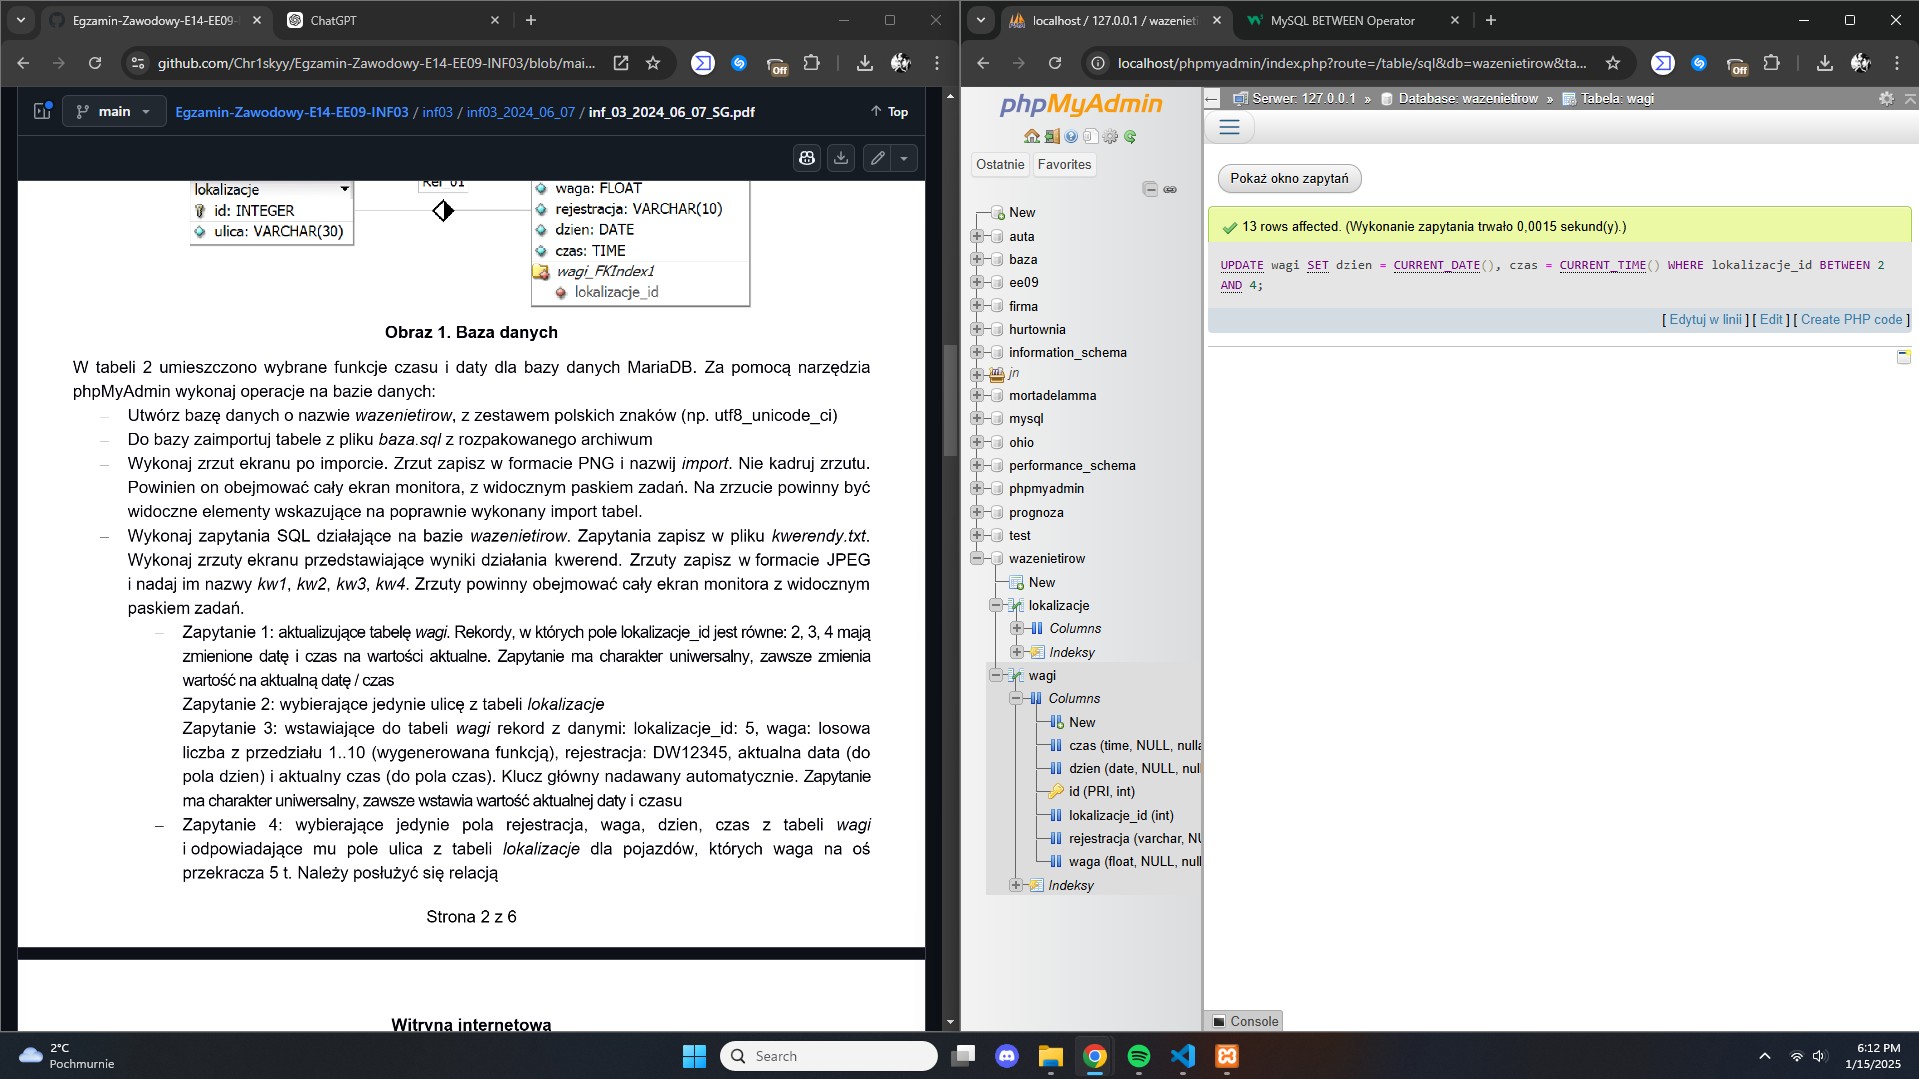 Egzamin-Zawodowy-E14-EE09-
ChatGPT
github.com/Chr1skyy/Egzamin-Zawodowy-E14-EE09-INF03/blob/mai...
Off
main
Egzamin-Zawodowy-E14-EE09-INF03 / inf03 / inf03_2024_06_07 / inf_03_2024_06_07_SG.pdf
Top
lokalizje
id: INTEGER
ulica: VARCHAR(30)
Rel_01
waga: FLOAT
rejestracja: VARCHAR(10)
dzien: DATE
czas: TIME
wagi_FKIndex1
lokalizacje_id
Obraz 1. Baza danych
W tabeli 2 umieszczono wybrane funkcje czasu i daty dla bazy danych MariaDB. Za pomocą narzędzia
phpMyAdmin wykonaj operacje na bazie danych:
– Utwórz bazę danych o nazwie wazenietirow, z zestawem polskich znaków (np. utf8_unicode_ci)
– Do bazy zaimportuj tabele z pliku baza.sql z rozpakowanego archiwum
– Wykonaj zrzut ekranu po imporcie. Zrzut zapisz w formacie PNG i nazwij import. Nie kadruj zrzutu.
Powinien on obejmować cały ekran monitora, z widocznym paskiem zadań. Na zrzucie powinny być
widoczne elementy wskazujące na poprawnie wykonany import tabel.
– Wykonaj zapytania SQL działające na bazie wazenietirow. Zapytania zapisz w pliku kwerendy.txt.
Wykonaj zrzuty ekranu przedstawiające wyniki działania kwerend. Zrzuty zapisz w formacie JPEG
i nadaj im nazwy kw1, kw2, kw3, kw4. Zrzuty powinny obejmować cały ekran monitora z widocznym
paskiem zadań.
– Zapytanie 1: aktualizujące tabelę wagi. Rekordy, w których pole lokalizacje_id jest równe: 2, 3, 4 mają
zmienione datę i czas na wartości aktualne. Zapytanie ma charakter uniwersalny, zawsze zmienia
wartość na aktualną datę / czas
Zapytanie 2: wybierające jedynie ulicę z tabeli lokalizacje
Zapytanie 3: wstawiające do tabeli wagi rekord z danymi: lokalizacje_id: 5, waga: losowa
liczba z przedziału 1..10 (wygenerowana funkcją), rejestracja: DW12345, aktualna data (do
pola dzien) i aktualny czas (do pola czas). Klucz główny nadawany automatycznie. Zapytanie
ma charakter uniwersalny, zawsze wstawia wartość aktualnej daty i czasu
– Zapytanie 4: wybierające jedynie pola rejestracja, waga, dzien, czas z tabeli wagi
i odpowiadające mu pole ulica z tabeli lokalizacje dla pojazdów, których waga na oś
przekracza 5 t. Należy posłużyć się relacją
Strona 2 z 6
Witryna internetowa
localhost / 127.0.0.1 / wazenieti
MySQL BETWEEN Operator
localhost/phpmyadmin/index.php?route=/table/sql&db=wazenietirow&ta...
Off
phpMyAdmin
Ostatnie
Favorites
New
auta
baza
ee09
firma
hurtownia
information_schema
jn
mortadelamma
mysql
ohio
performance_schema
phpmyadmin
prognoza
test
wazenietirow
New
lokalizacje
Columns
Indeksy
wagi
Columns
New
czas (time, NULL, nulla
dzien (date, NULL, nul
id (PRI, int)
lokalizacje_id (int)
rejestracja (varchar, NU
waga (float, NULL, null
Indeksy
Serwer: 127.0.0.1 » Database: wazenietirow » Tabela: wagi
Pokaż okno zapytań
13 rows affected. (Wykonanie zapytania trwało 0,0015 sekund(y).)
UPDATE wagi SET dzien = CURRENT_DATE(), czas = CURRENT_TIME() WHERE lokalizacje_id BETWEEN 2
AND 4;
[ Edytuj w linii ] [ Edit ] [ Create PHP code ]
Console
2°C
Pochmurnie
Search
6:12 PM
1/15/2025